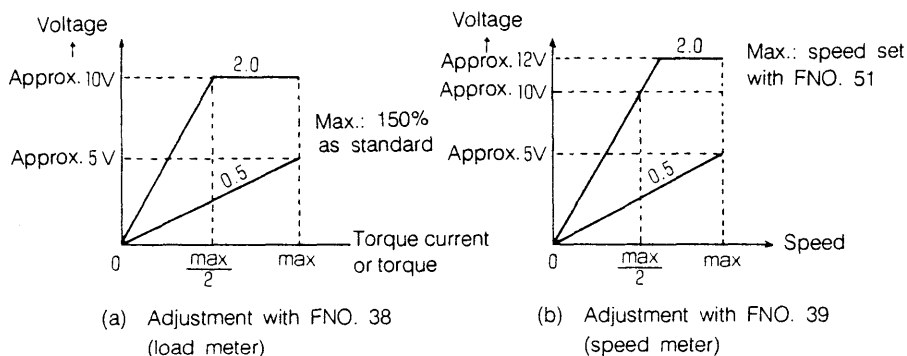 Voltage
↑
Approx. 10V
2.0
Max.: 150%
as standard
Approx. 5V
0.5
Torque current
or torque
0
max
2
max
(a) Adjustment with FNO. 38
(load meter)
Voltage
↑
Approx. 12V
2.0
Max.: speed set
with FNO. 51
Approx. 10V
Approx. 5V
0.5
Speed
0
max
2
max
(b) Adjustment with FNO. 39
(speed meter)